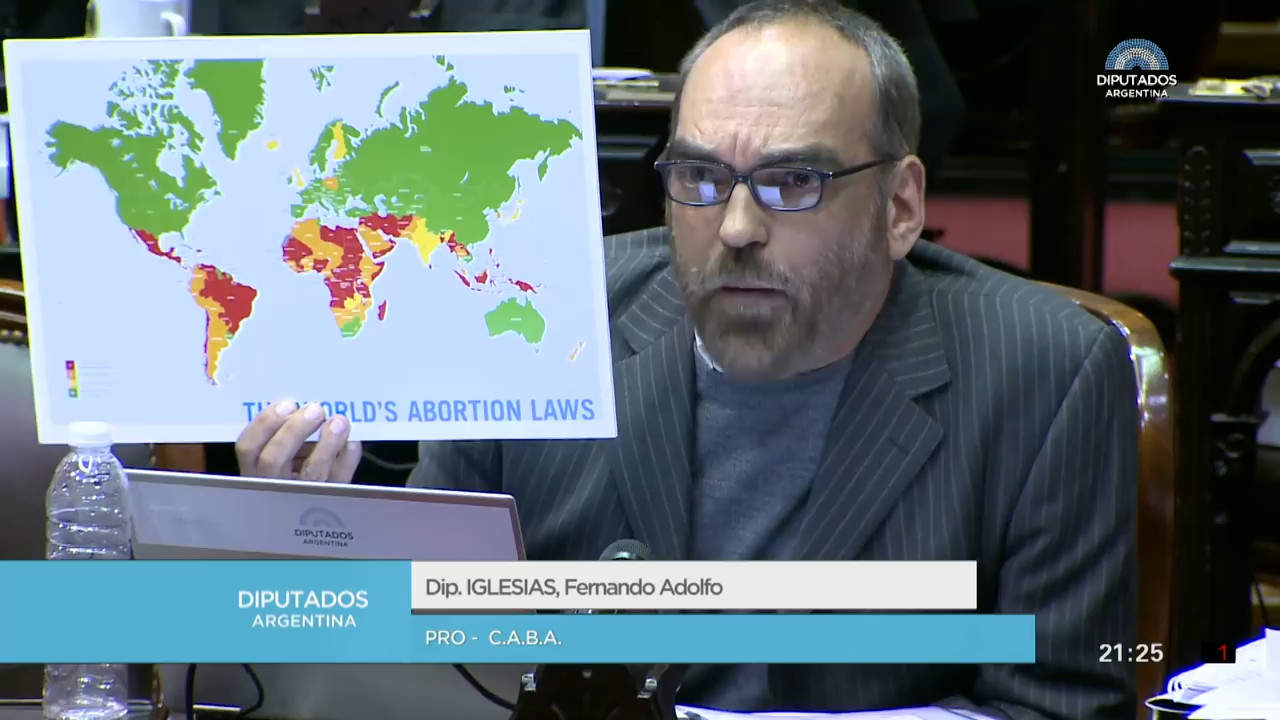 DIPUTADOS
ARGENTINA
WORLD'S ABORTION LAWS
DIPUTADOS
ARGENTINA
Dip. IGLESIAS, Fernando Adolfo
DIPUTADOS
ARGENTINA
PRO - C.A.B.A.
21:25
1